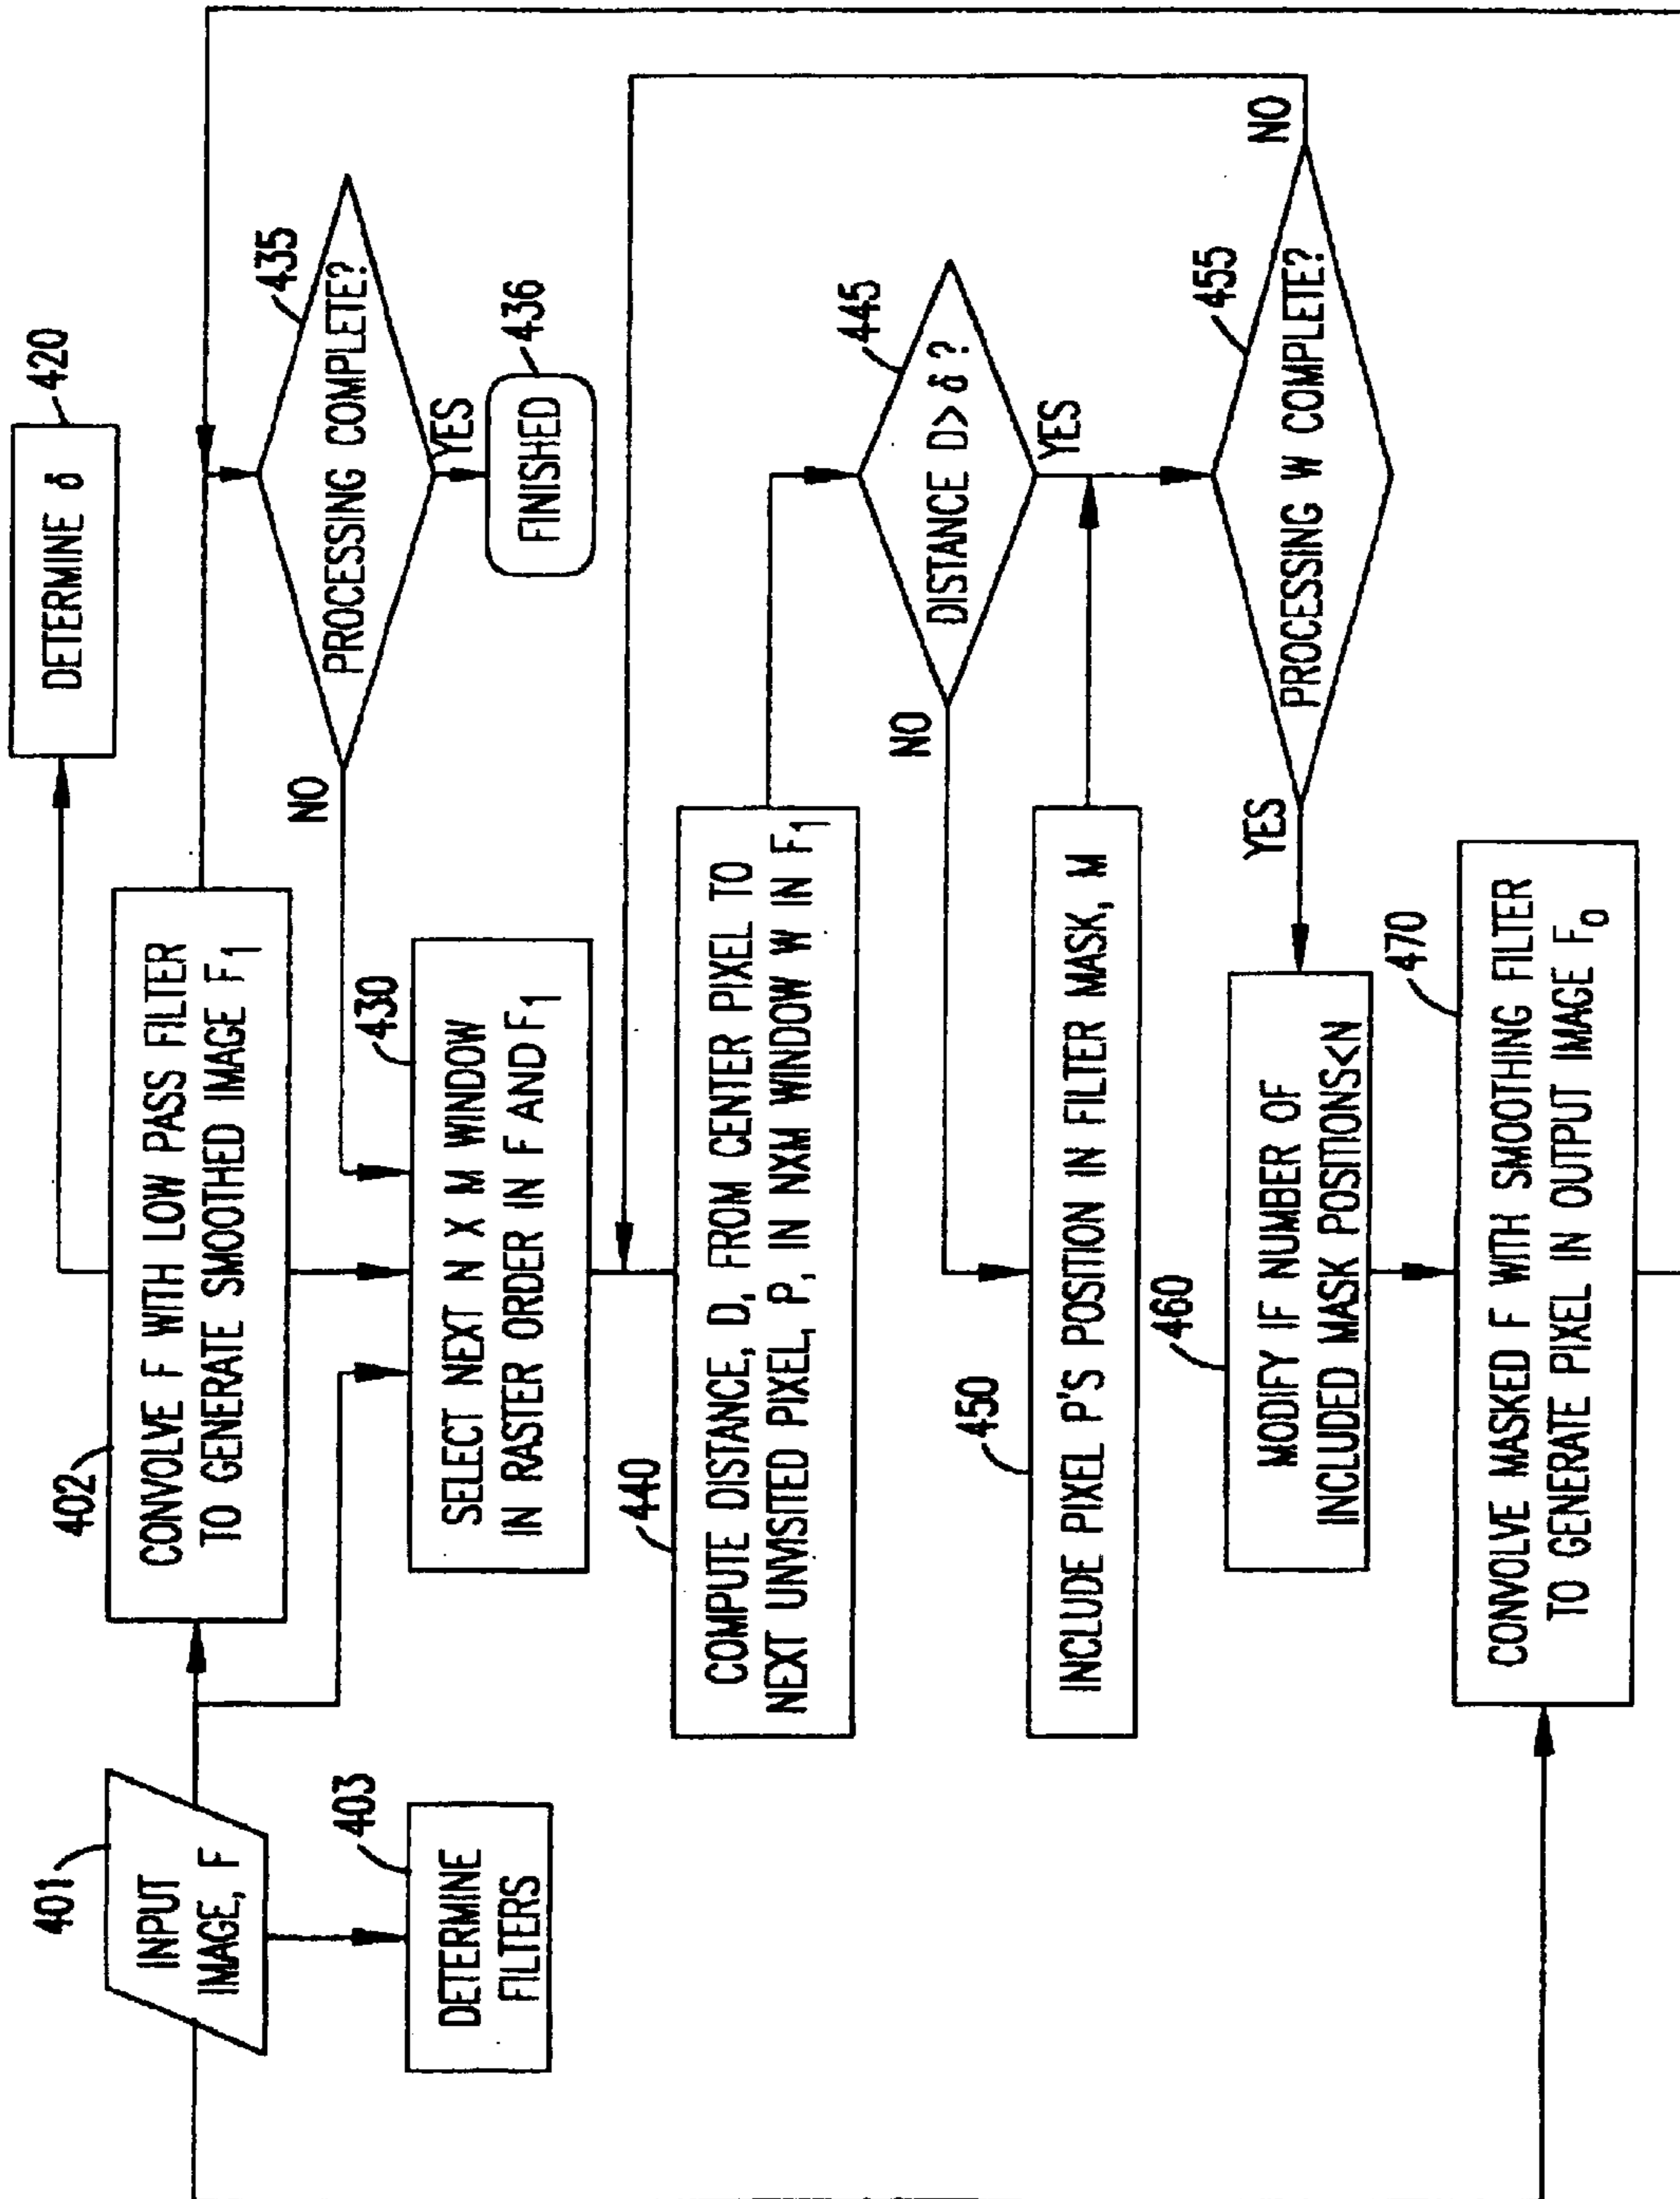 401
INPUT
IMAGE, F
403
DETERMINE
FILTERS
402
CONVOLVE F WITH LOW PASS FILTER
TO GENERATE SMOOTHED IMAGE F1
420
DETERMINE δ
435
PROCESSING COMPLETE?
NO
YES
436
FINISHED
430
SELECT NEXT N X M WINDOW
IN RASTER ORDER IN F AND F1
440
COMPUTE DISTANCE, D, FROM CENTER PIXEL TO
NEXT UNVISITED PIXEL, P, IN NXM WINDOW W IN F1
445
DISTANCE D> δ ?
NO
YES
450
INCLUDE PIXEL P'S POSITION IN FILTER MASK, M
455
PROCESSING W COMPLETE?
NO
YES
460
MODIFY IF NUMBER OF
INCLUDED MASK POSITIONS<N
470
CONVOLVE MASKED F WITH SMOOTHING FILTER
TO GENERATE PIXEL IN OUTPUT IMAGE F0